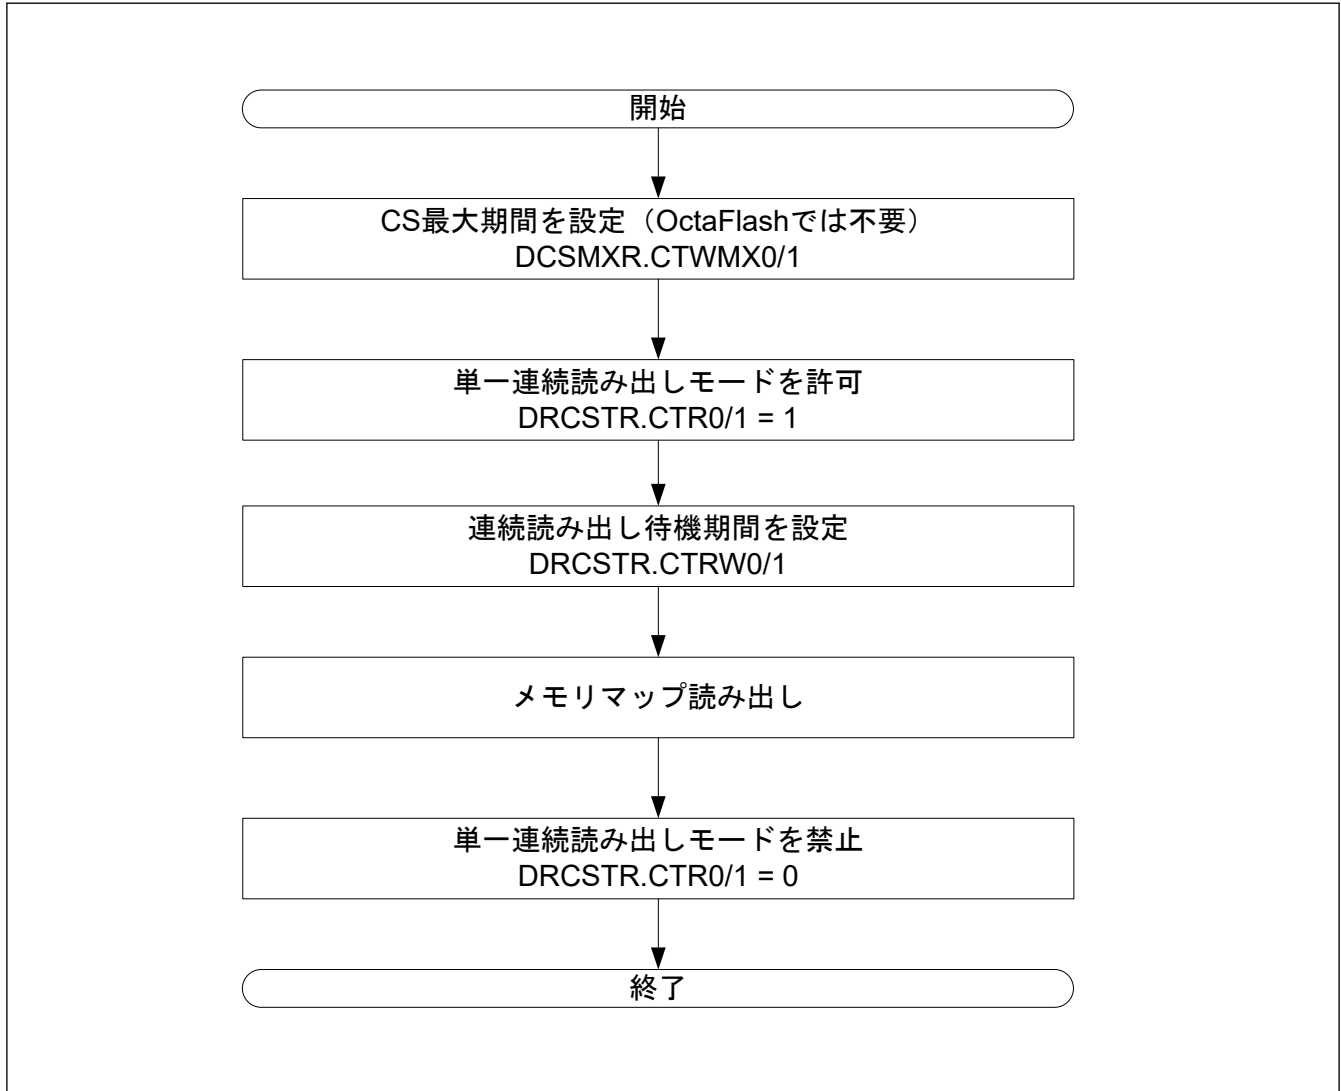 開始
CS最大期間を設定（OctaFlashでは不要）
DCSMXR.CTWMX0/1
単一連続読み出しモードを許可
DRCSTR.CTR0/1 = 1
連続読み出し待機期間を設定
DRCSTR.CTRW0/1
メモリマップ読み出し
単一連続読み出しモードを禁止
DRCSTR.CTR0/1 = 0
終了